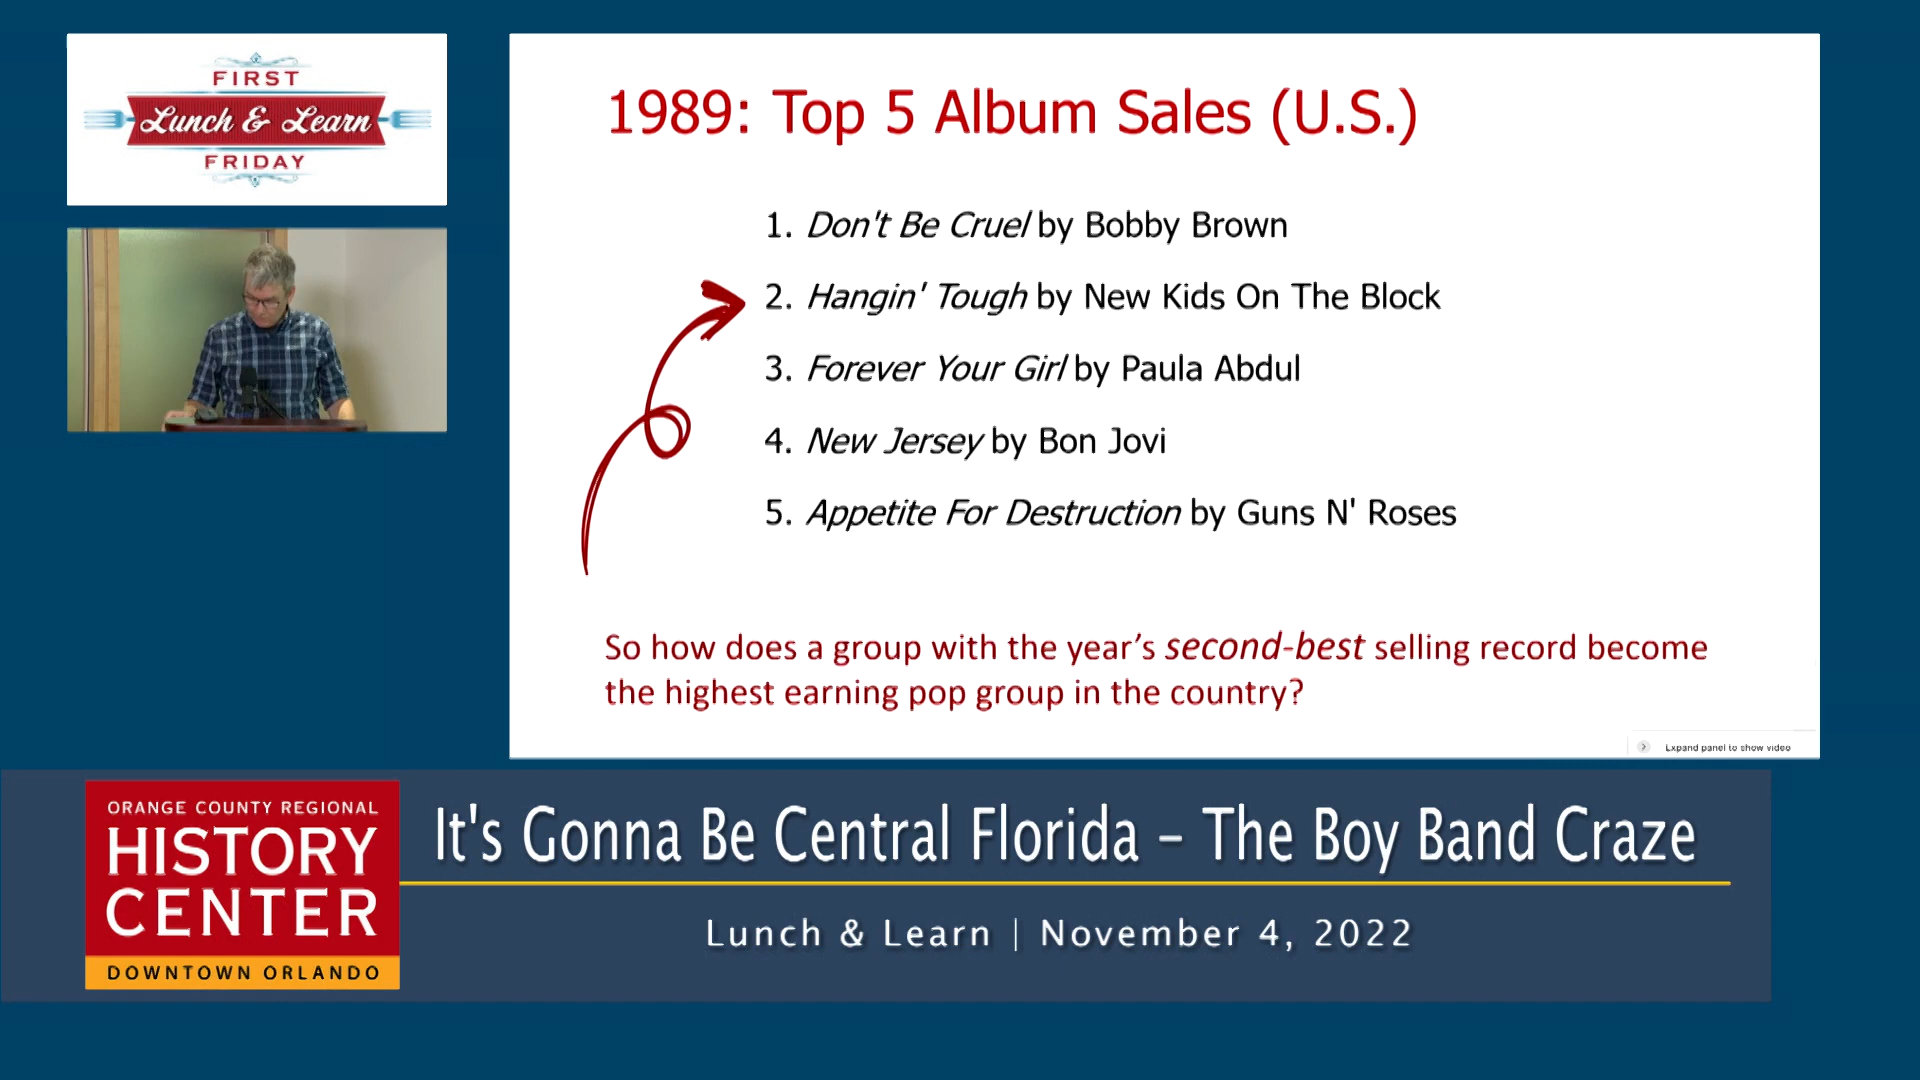 FIRST
Lunch & Learn
FRIDAY
1989: Top 5 Album Sales (U.S.)
1. Don't Be Cruel by Bobby Brown
2. Hangin' Tough by New Kids On The Block
3. Forever Your Girl by Paula Abdul
4. New Jersey by Bon Jovi
5. Appetite For Destruction by Guns N' Roses
So how does a group with the year’s second-best selling record become
the highest earning pop group in the country?
Expand panel to show video
ORANGE COUNTY REGIONAL
HISTORY
CENTER
DOWNTOWN ORLANDO
It's Gonna Be Central Florida – The Boy Band Craze
Lunch & Learn | November 4, 2022